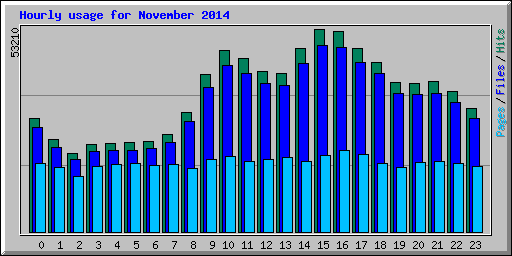 Hourly usage for November 2014
53210
Pages/Files/Hits
0 1 2 3 4 5 6 7 8 9 10 11 12 13 14 15 16 17 18 19 20 21 22 23